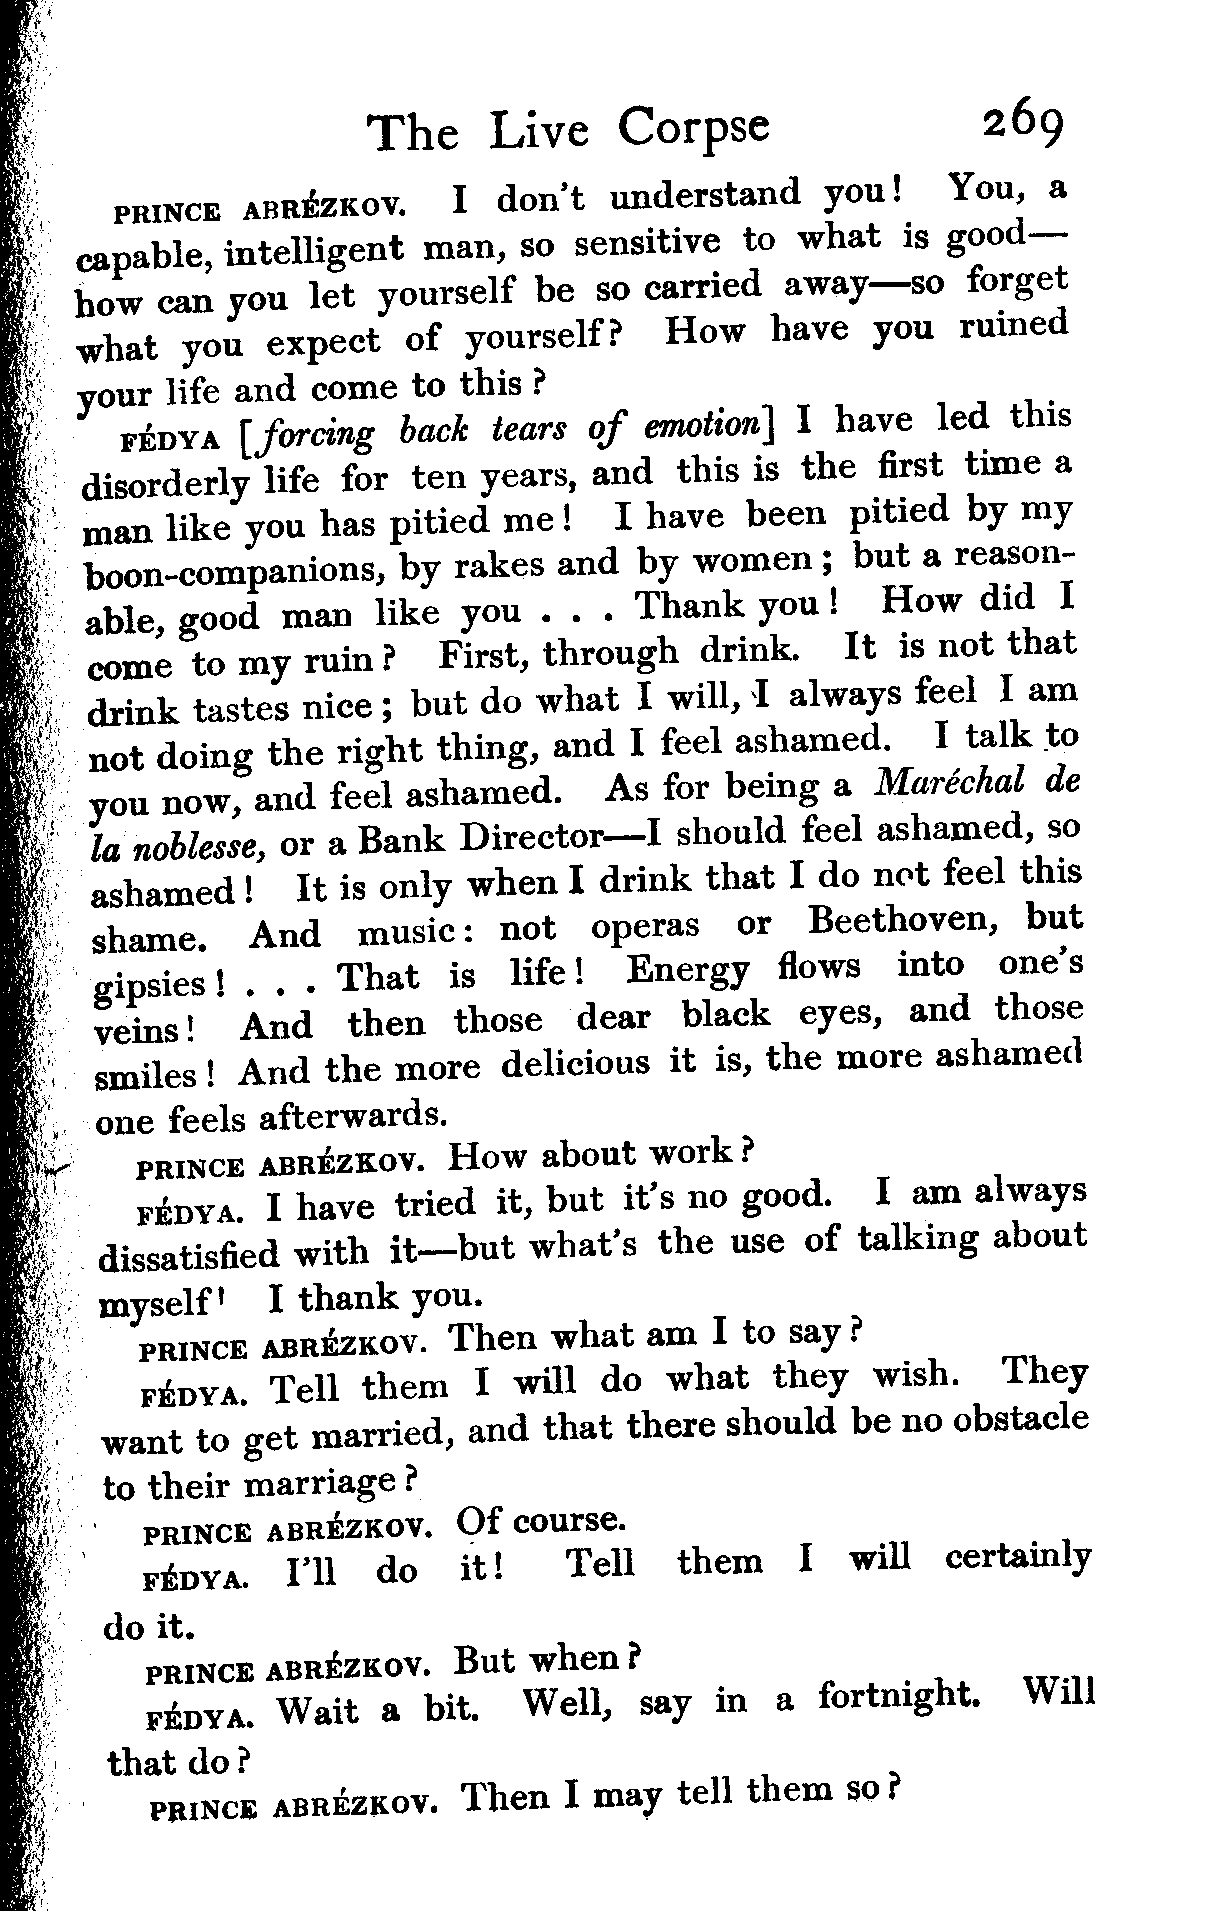 The Live Corpse 269
PRINCE ABRÉZKOV. I don't understand you! You, a
capable, intelligent man, so sensitive to what is good—
how can you let yourself be so carried away—so forget
what you expect of yourself? How have you ruined
your life and come to this?
FÉDYA [forcing back tears of emotion] I have led this
disorderly life for ten years, and this is the first time a
man like you has pitied me! I have been pitied by my
boon-companions, by rakes and by women; but a reason-
able, good man like you . . . Thank you! How did I
come to my ruin? First, through drink. It is not that
drink tastes nice; but do what I will, I always feel I am
not doing the right thing, and I feel ashamed. I talk to
you now, and feel ashamed. As for being a Maréchal de
la noblesse, or a Bank Director—I should feel ashamed, so
ashamed! It is only when I drink that I do not feel this
shame. And music: not operas or Beethoven, but
gipsies! . . . That is life! Energy flows into one's
veins! And then those dear black eyes, and those
smiles! And the more delicious it is, the more ashamed
one feels afterwards.
PRINCE ABRÉZKOV. How about work?
FÉDYA. I have tried it, but it's no good. I am always
dissatisfied with it—but what's the use of talking about
myself! I thank you.
PRINCE ABRÉZKOV. Then what am I to say?
FÉDYA. Tell them I will do what they wish. They
want to get married, and that there should be no obstacle
to their marriage?
PRINCE ABRÉZKOV. Of course.
FÉDYA. I'll do it! Tell them I will certainly
do it.
PRINCE ABRÉZKOV. But when?
FÉDYA. Wait a bit. Well, say in a fortnight. Will
that do?
PRINCE ABRÉZKOV. Then I may tell them so?